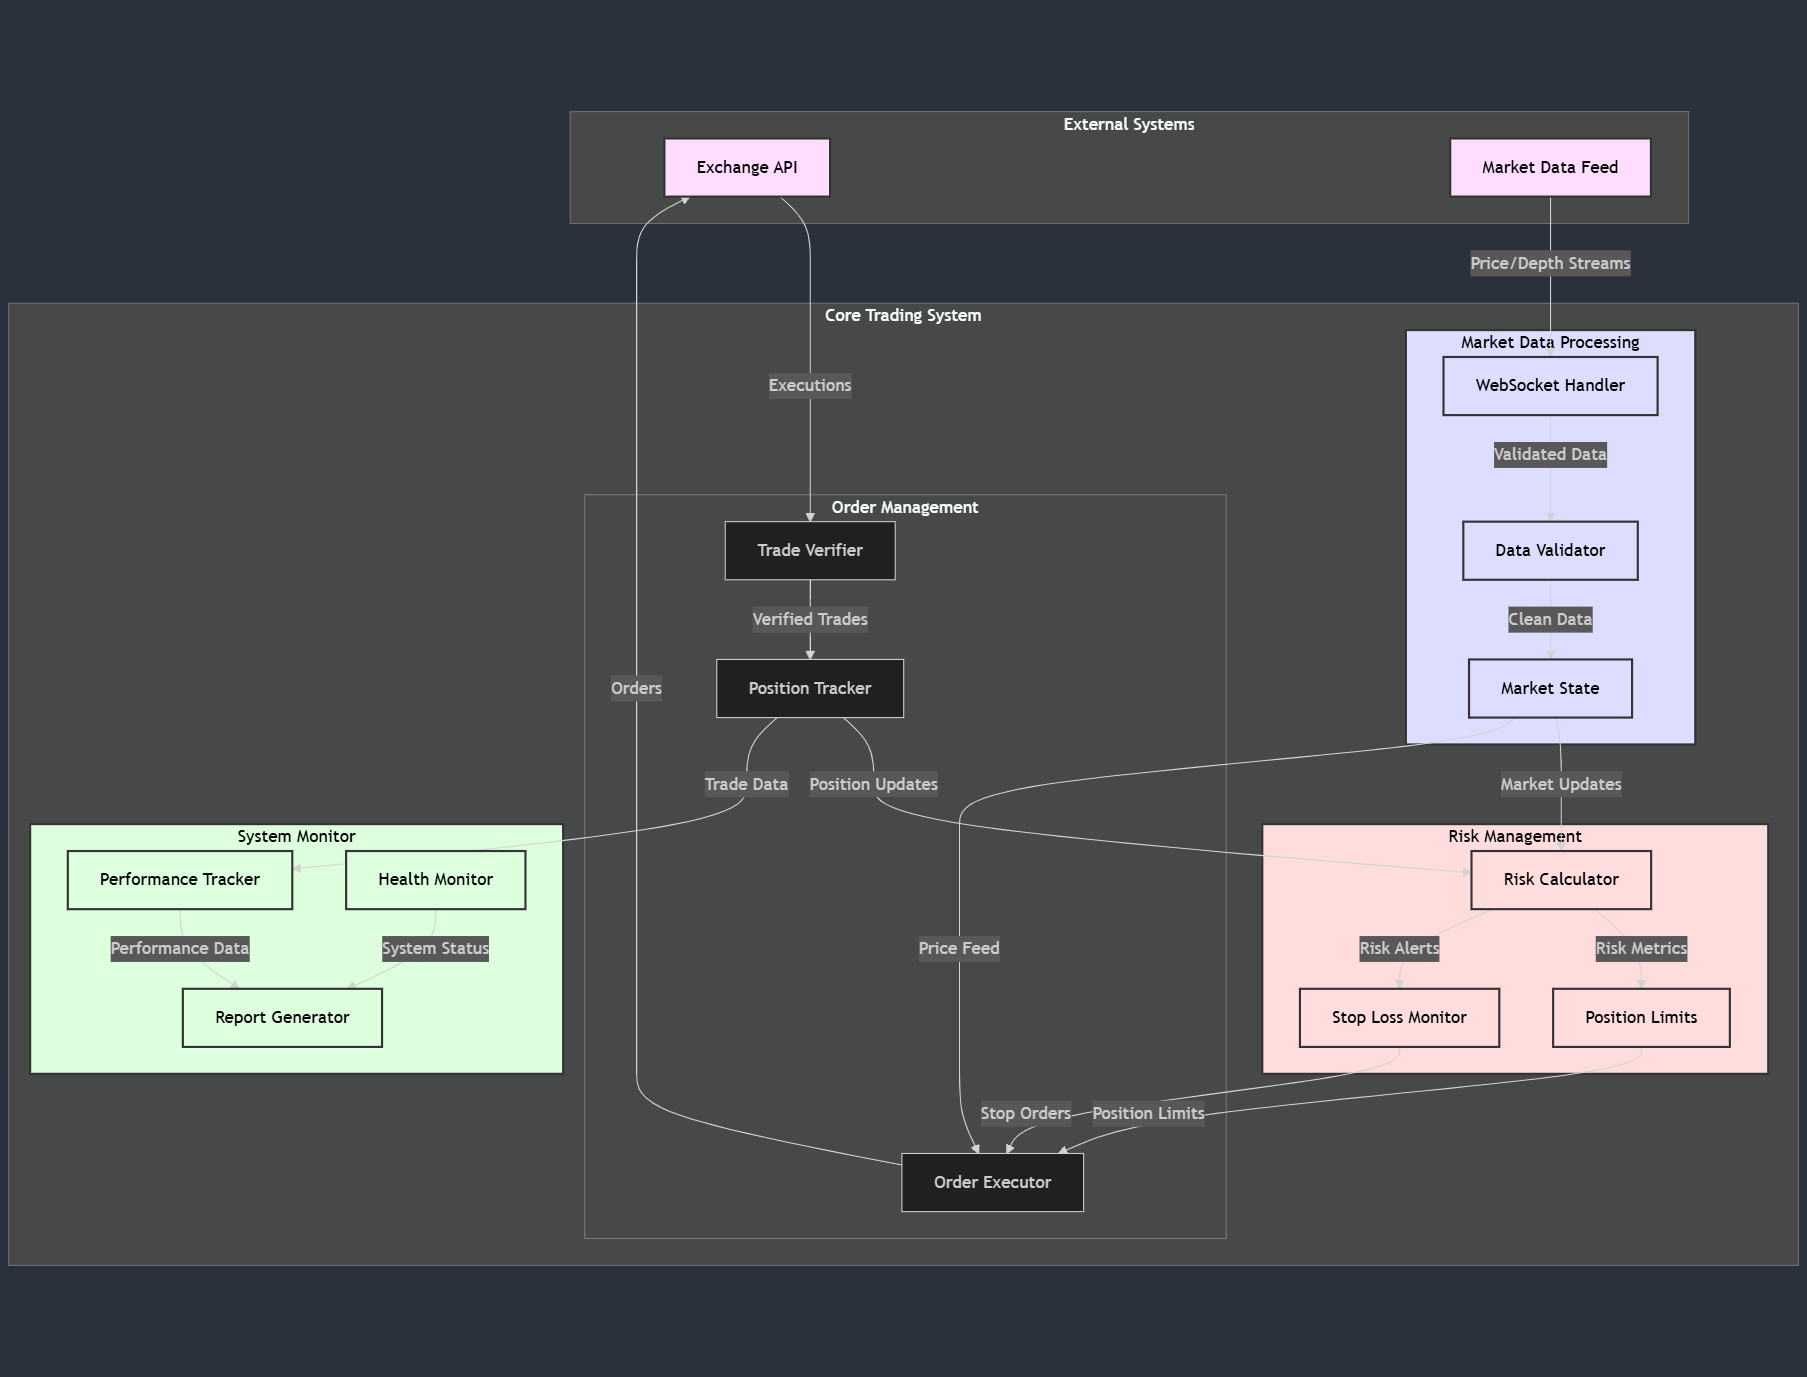 External Systems
Exchange API
Market Data Feed
Price/Depth Streams
Core Trading System
Market Data Processing
WebSocket Handler
Executions
Validated Data
Order Management
Trade Verifier
Data Validator
Verified Trades
Clean Data
Orders
Position Tracker
Market State
Trade Data
Position Updates
Market Updates
System Monitor
Risk Management
Performance Tracker
Health Monitor
Risk Calculator
Performance Data
System Status
Price Feed
Risk Alerts
Risk Metrics
Report Generator
Stop Loss Monitor
Position Limits
Stop Orders
Position Limits
Order Executor